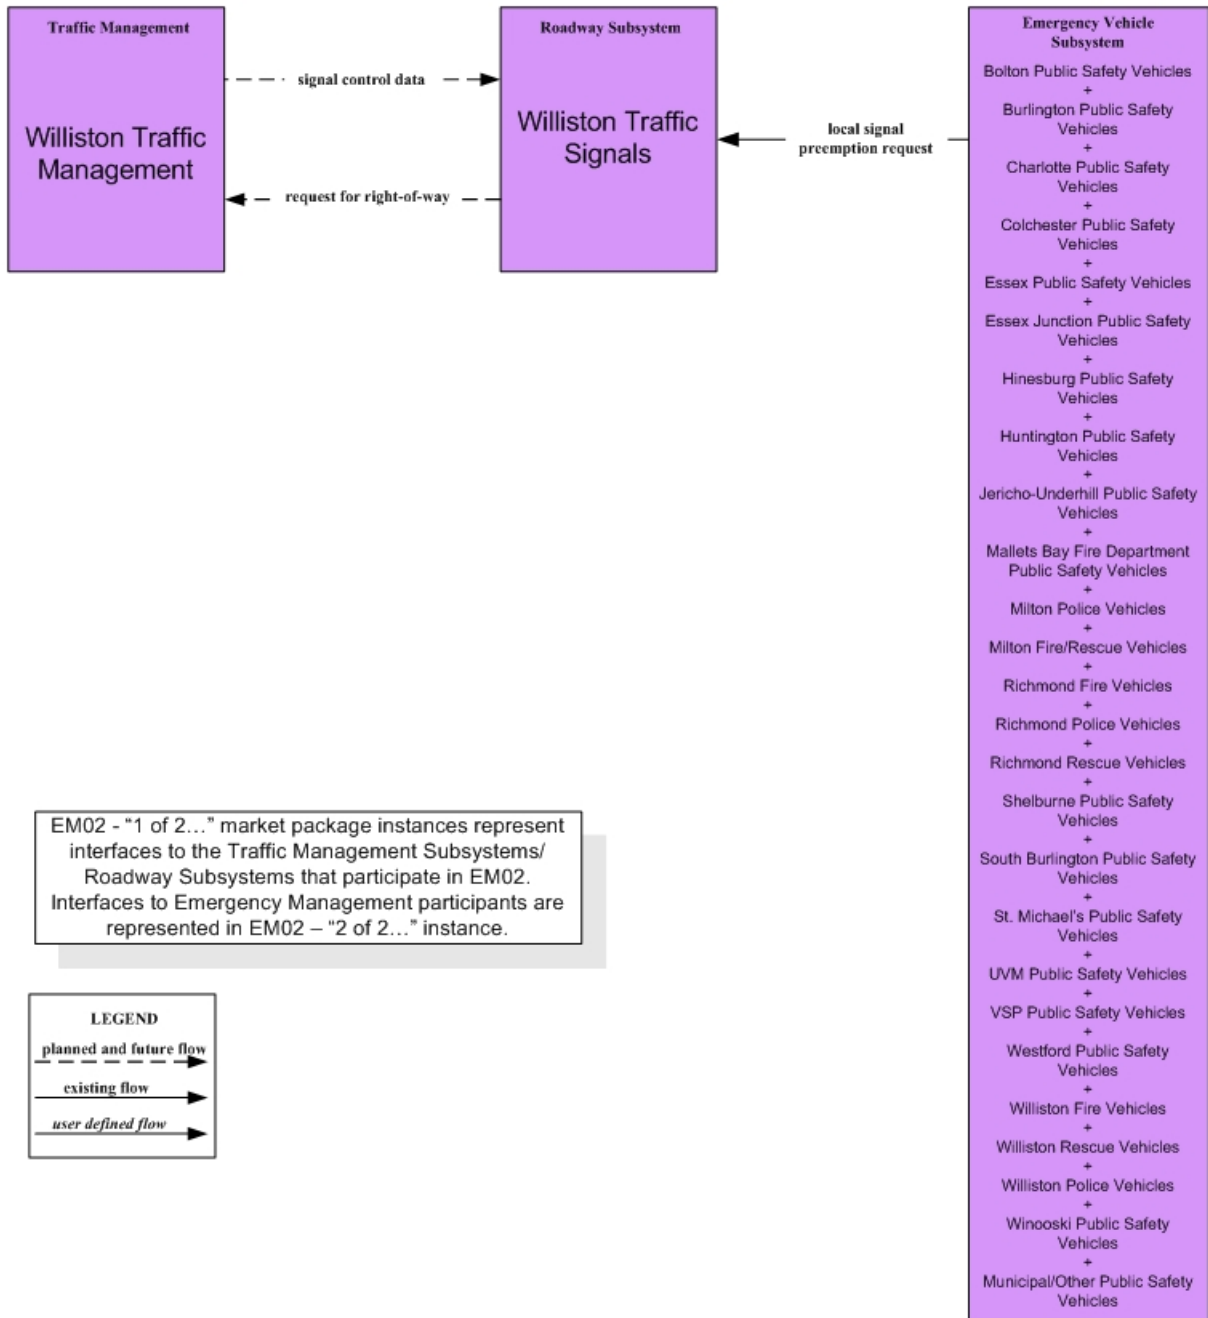 Traffic Management
Williston Traffic
Management
signal control data
request for right-of-way
Roadway Subsystem
Williston Traffic
Signals
local signal
preemption request
Emergency Vehicle
Subsystem
Bolton Public Safety Vehicles
+
Burlington Public Safety
Vehicles
+
Charlotte Public Safety
Vehicles
+
Colchester Public Safety
Vehicles
+
Essex Public Safety Vehicles
+
Essex Junction Public Safety
Vehicles
+
Hinesburg Public Safety
Vehicles
+
Huntington Public Safety
Vehicles
+
Jericho-Underhill Public Safety
Vehicles
+
Mallets Bay Fire Department
Public Safety Vehicles
+
Milton Police Vehicles
+
Milton Fire/Rescue Vehicles
+
Richmond Fire Vehicles
+
Richmond Police Vehicles
+
Richmond Rescue Vehicles
+
Shelburne Public Safety
Vehicles
+
South Burlington Public Safety
Vehicles
+
St. Michael's Public Safety
Vehicles
+
UVM Public Safety Vehicles
+
VSP Public Safety Vehicles
+
Westford Public Safety
Vehicles
+
Williston Fire Vehicles
+
Williston Rescue Vehicles
+
Williston Police Vehicles
+
Winooski Public Safety
Vehicles
+
Municipal/Other Public Safety
Vehicles
EM02 - “1 of 2…” market package instances represent
interfaces to the Traffic Management Subsystems/
Roadway Subsystems that participate in EM02.
Interfaces to Emergency Management participants are
represented in EM02 – “2 of 2…” instance.
LEGEND
planned and future flow
existing flow
user defined flow